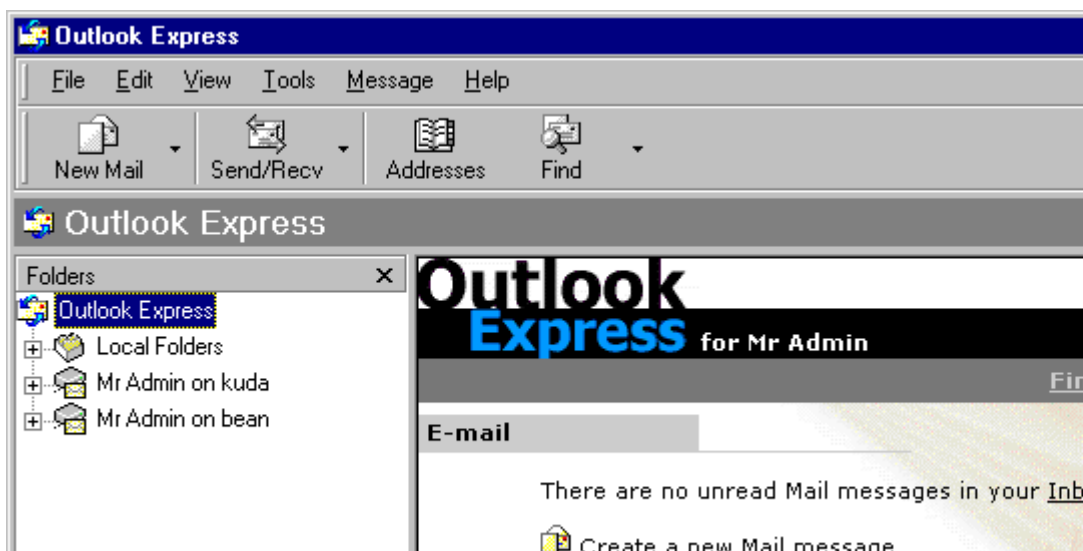 Outlook Express
File Edit View Tools Message Help
New Mail Send/Recv Addresses Find
Outlook Express
Folders
Outlook Express
Local Folders
Mr Admin on kuda
Mr Admin on bean
Outlook
Express for Mr Admin
E-mail
There are no unread Mail messages in your
Create a new Mail message